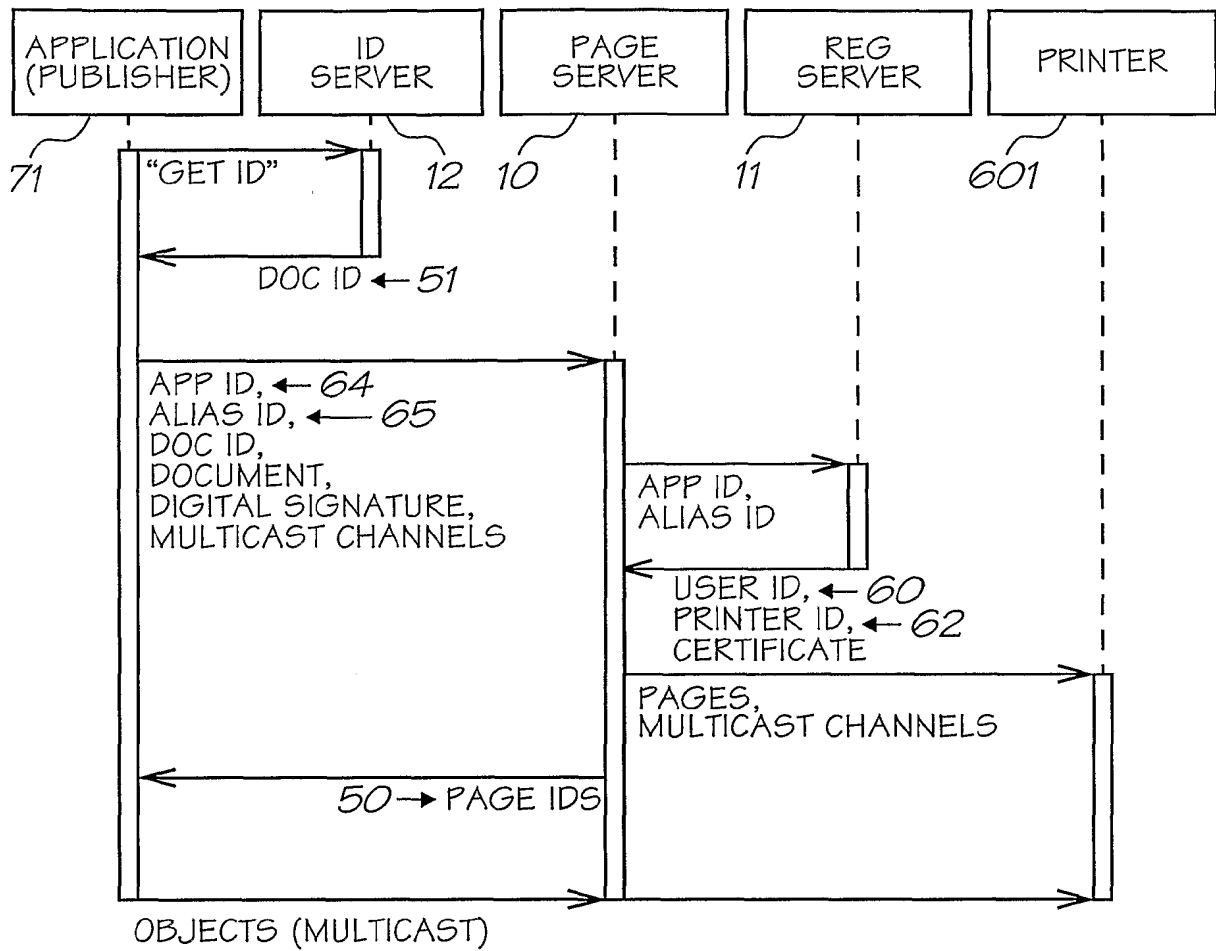 APPLICATION
(PUBLISHER)
ID
SERVER
PAGE
SERVER
REG
SERVER
PRINTER
71
12
10
11
601
“GET ID”
DOC ID ← 51
APP ID, ← 64
ALIAS ID, ← 65
DOC ID,
DOCUMENT,
DIGITAL SIGNATURE,
MULTICAST CHANNELS
APP ID,
ALIAS ID
USER ID, ← 60
PRINTER ID, ← 62
CERTIFICATE
PAGES,
MULTICAST CHANNELS
50 → PAGE IDS
OBJECTS (MULTICAST)